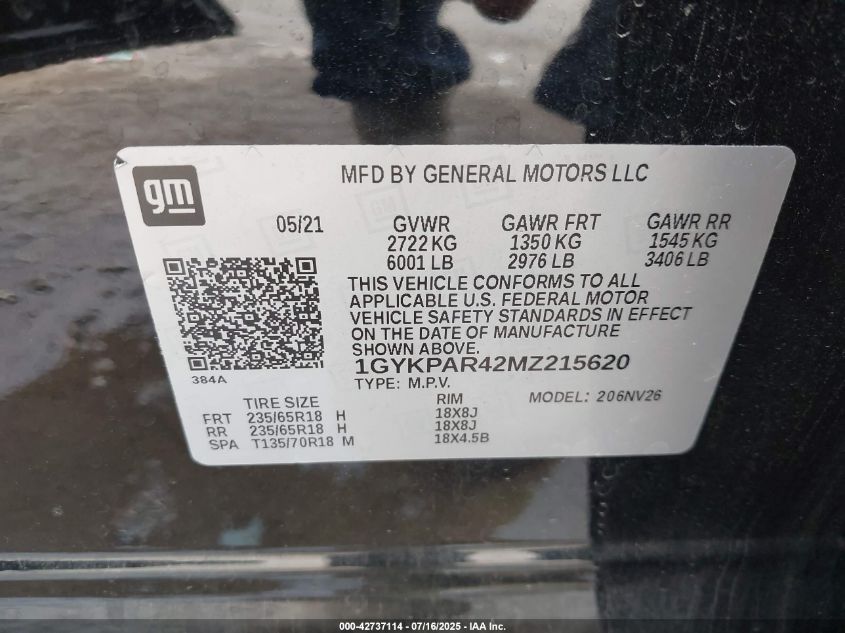 gm
MFD BY GENERAL MOTORS LLC
05/21 GVWR GAWR FRT GAWR RR
2722 KG 1350 KG 1545 KG
6001 LB 2976 LB 3406 LB
THIS VEHICLE CONFORMS TO ALL
APPLICABLE U.S. FEDERAL MOTOR
VEHICLE SAFETY STANDARDS IN EFFECT
ON THE DATE OF MANUFACTURE
SHOWN ABOVE.
384A
1GYKPAR42MZ215620
TYPE: M.P.V. MODEL: 206NV26
TIRE SIZE RIM
FRT 235/65R18 H 18X8J
RR 235/65R18 H 18X8J
SPA T135/70R18 M 18X4.5B
000-42737114 - 07/16/2025 - IAA Inc.